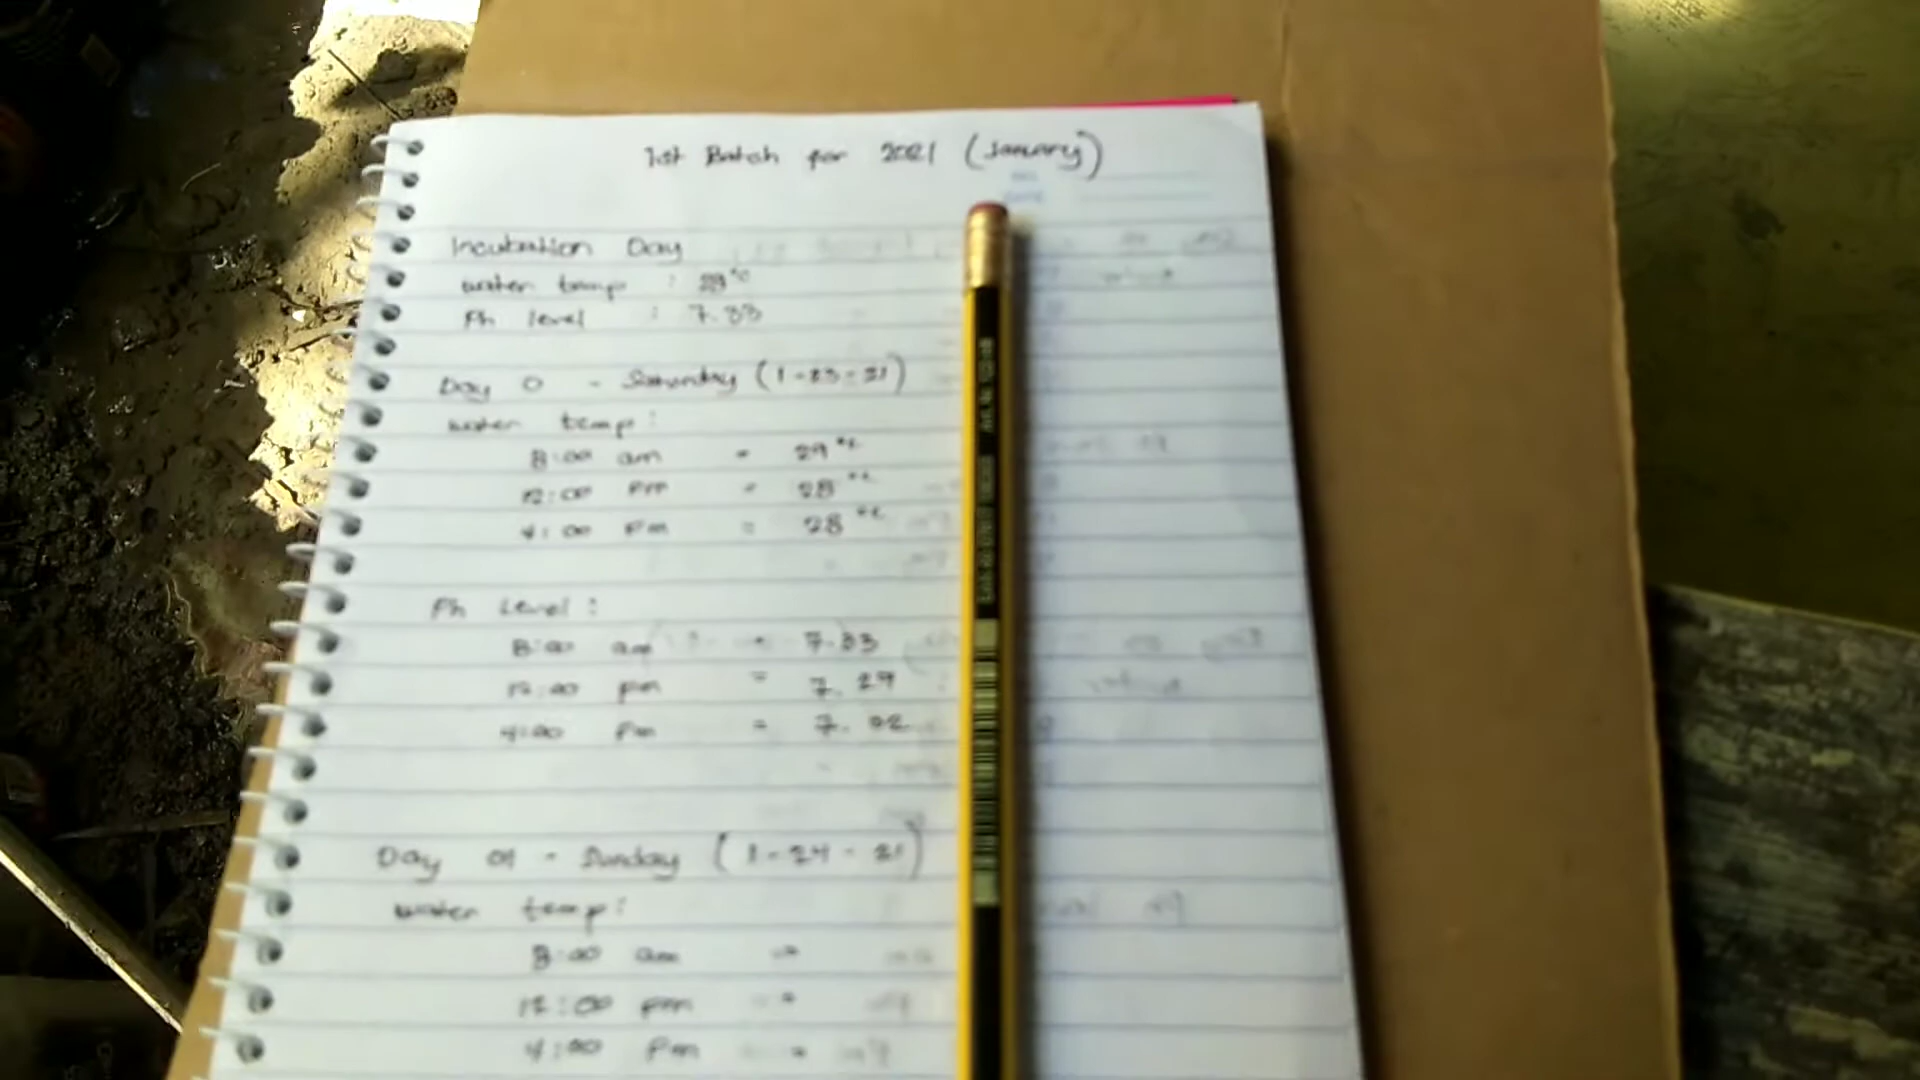 1st Batch for 2021 (January)
Incubation Day
water temp :
Ph level : 7.33
Day 0 - Saturday (1-23-21)
water temp:
8:00 am = 29 °C
12:00 pm = 28 °C
4:00 pm = 28 °C
Ph Level :
8:00 am = 7.33
12:00 pm = 7.29
4:00 pm =
Day 01 - Sunday (1-24-21)
water temp:
8:00 am =
12:00 pm =
4:00 pm =